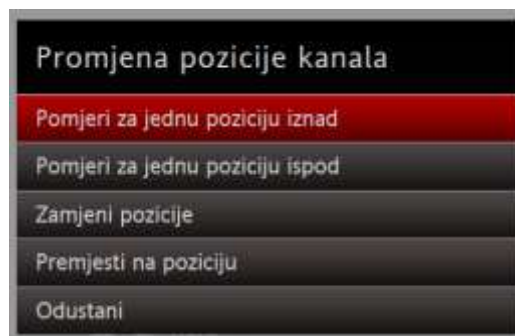 Promjena pozicije kanala
Pomjeri za jednu poziciju iznad
Pomjeri za jednu poziciju ispod
Zamjeni pozicije
Premjesti na poziciju
Odustani